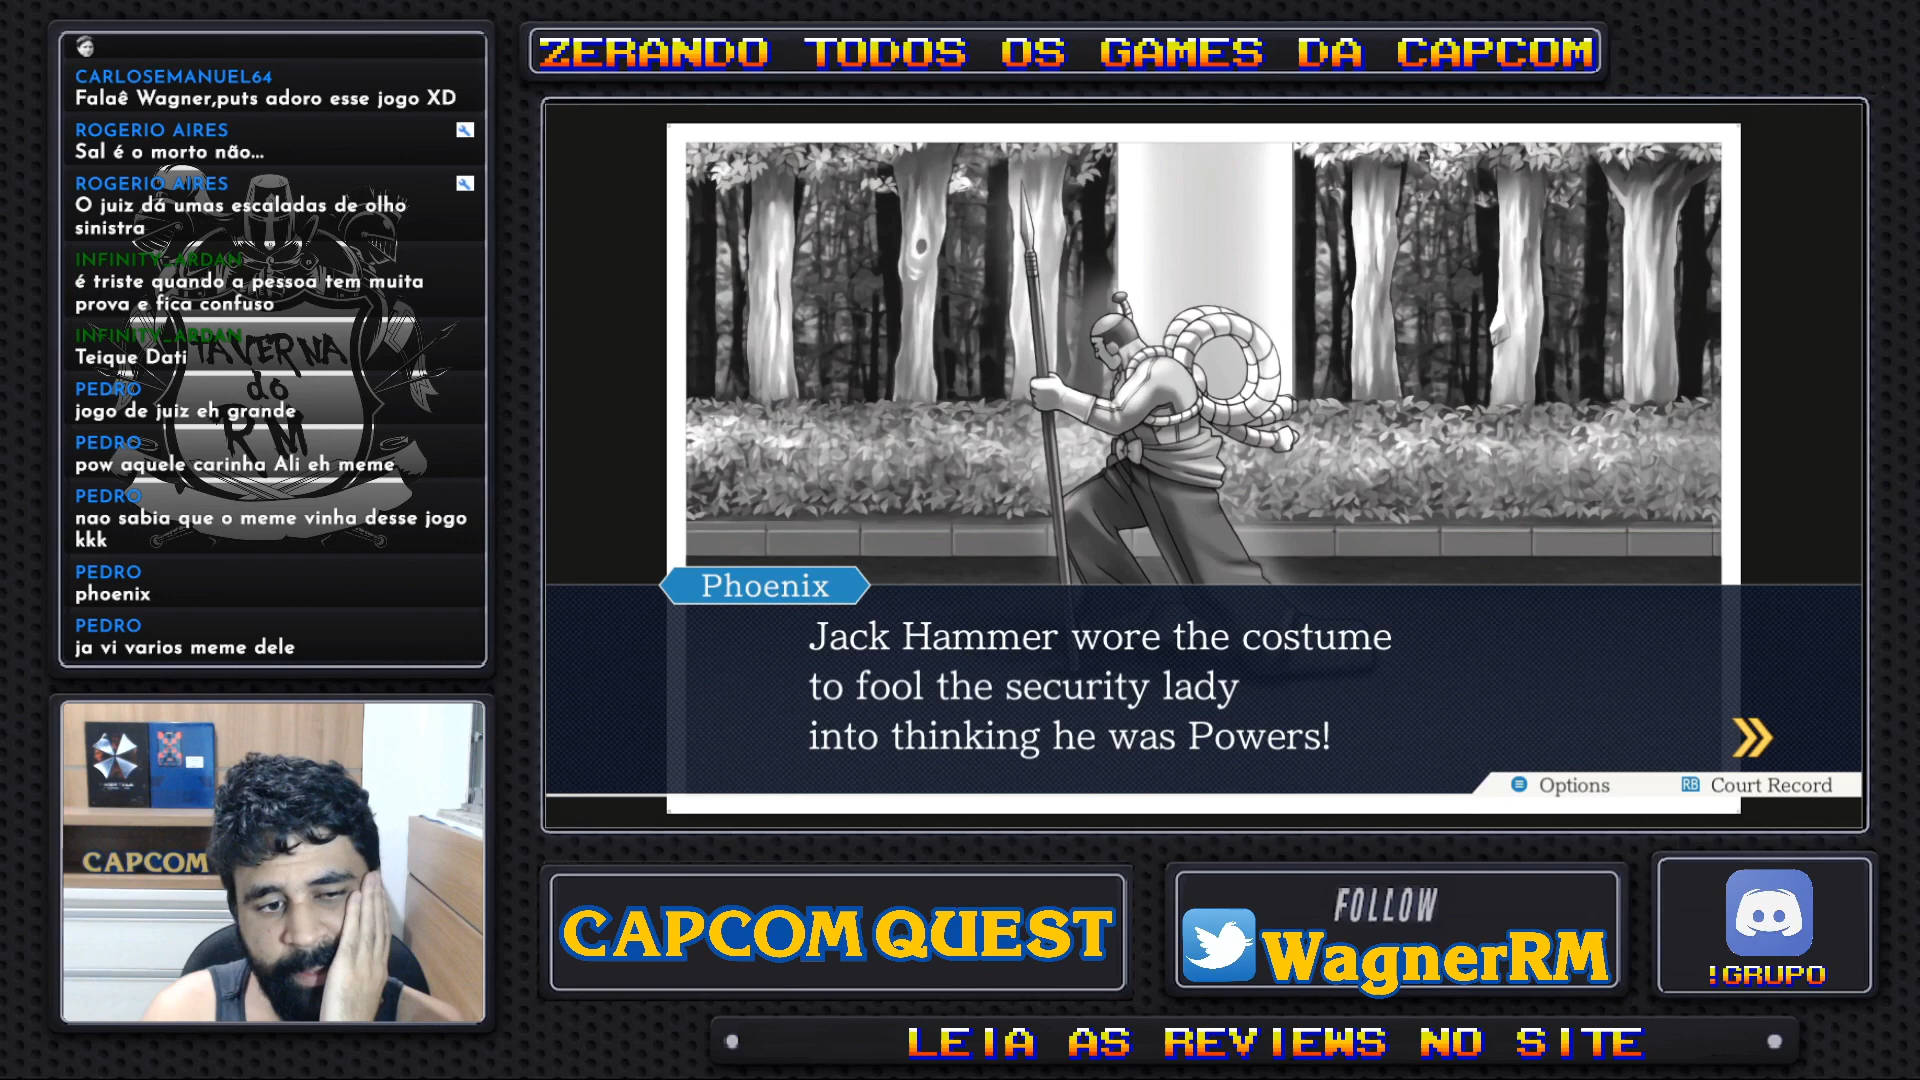 ZERANDO TODOS OS GAMES DA CAPCOM
CARLOSEMANUEL64
Falaê Wagner,puts adoro esse jogo XD
ROGERIO AIRES
Sal é o morto não...
ROGERIO AIRES
O juiz dá umas escaladas de olho
sinistra
INFINITY_ARDAN
é triste quando a pessoa tem muita
prova e fica confuso
INFINITY_ARDAN
Teique Dati
PEDRO
jogo de juiz eh grande
PEDRO
pow aquele carinha Ali eh meme
PEDRO
nao sabia que o meme vinha desse jogo
kkk
PEDRO
phoenix
PEDRO
ja vi varios meme dele
TAVERNA
do
RM
Phoenix
Jack Hammer wore the costume
to fool the security lady
into thinking he was Powers!
Options
RB Court Record
CAPCOM
CAPCOM QUEST
FOLLOW
WagnerRM
!GRUPO
LEIA AS REVIEWS NO SITE